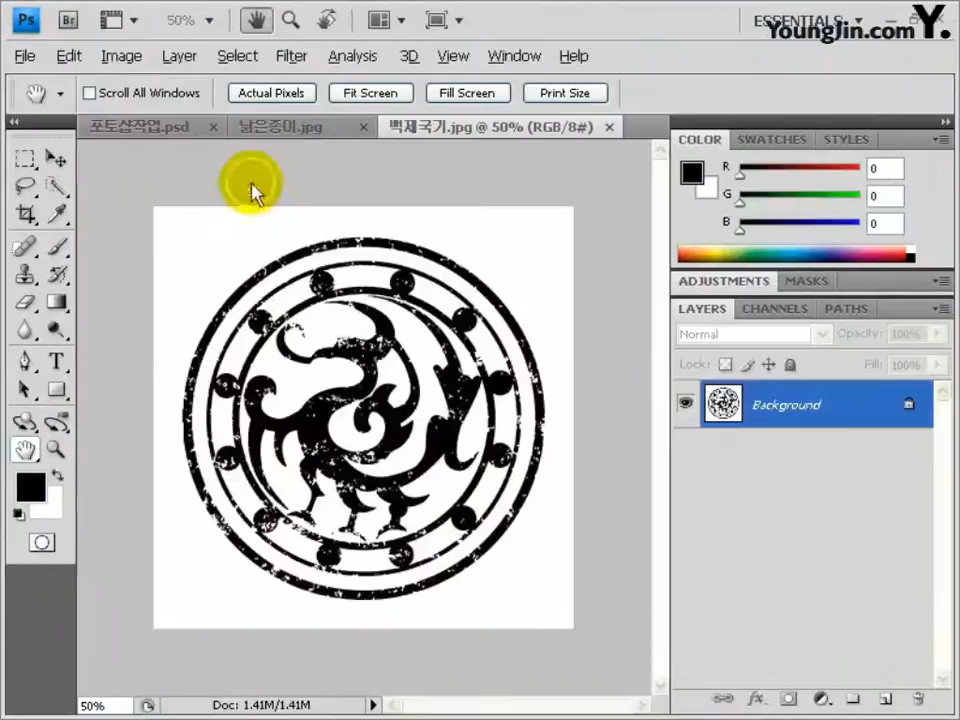 Ps Br 50% ESSENTIALS
YoungJin.com Y.
File Edit Image Layer Select Filter Analysis 3D View Window Help
Scroll All Windows Actual Pixels Fit Screen Fill Screen Print Size
포토샵작업.psd 낡은종이.jpg 백제국기.jpg @ 50% (RGB/8#)
COLOR SWATCHES STYLES
R 0
G 0
B 0
ADJUSTMENTS MASKS
LAYERS CHANNELS PATHS
Normal Opacity: 100%
Lock: Fill: 100%
Background
T
50% Doc: 1.41M/1.41M
fx